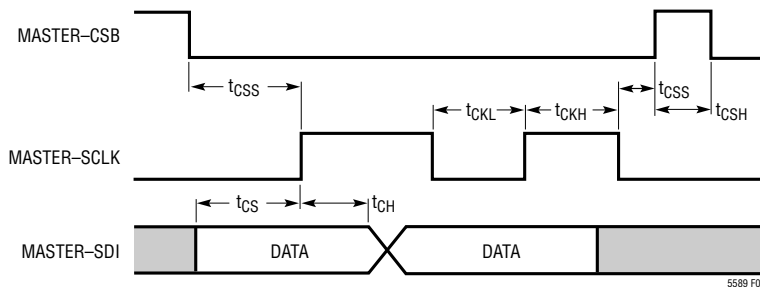 MASTER–CSB
tCSS
tCKL
tCKH
tCSS
tCSH
MASTER–SCLK
tCS
tCH
MASTER–SDI
DATA
DATA
5589 F0